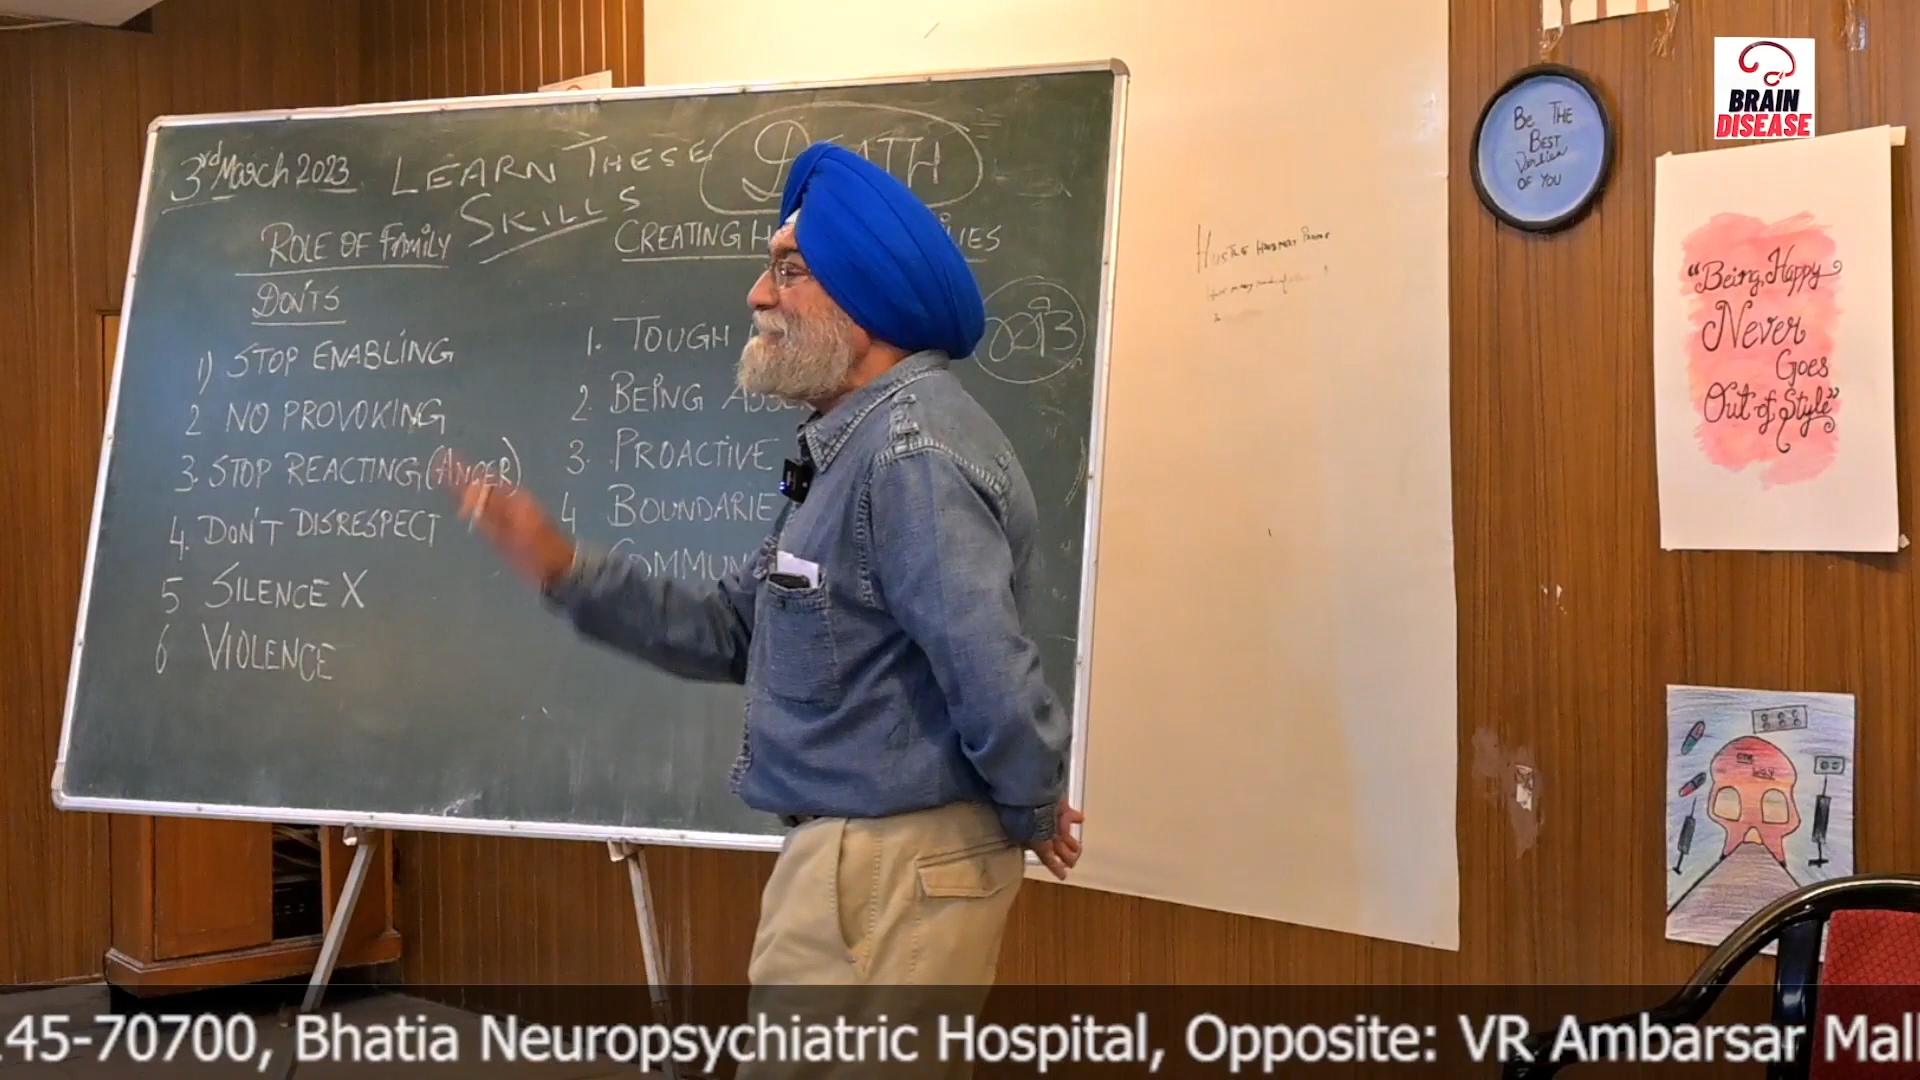 3rd March 2023
LEARN THESE
SKILLS
ROLE OF FAMILY
DON'TS
1) STOP ENABLING
2 NO PROVOKING
3. STOP REACTING (ANGER)
4. DON'T DISRESPECT
5 SILENCE X
6 VIOLENCE
CREATING
1. TOUGH
2. BEING
3. PROACTIVE
4 BOUNDARIE
COMMUN
BE THE
BEST
Version
OF YOU
BRAIN
DISEASE
"Being Happy
Never
Goes
Out of Style"
45-70700, Bhatia Neuropsychiatric Hospital, Opposite: VR Ambarsar Mall